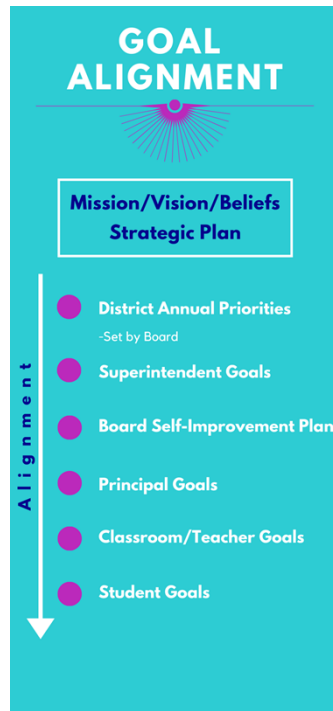 GOAL
ALIGNMENT
Mission/Vision/Beliefs
Strategic Plan
District Annual Priorities
-Set by Board
Superintendent Goals
Board Self-Improvement Plan
Principal Goals
Classroom/Teacher Goals
Student Goals
Alignment